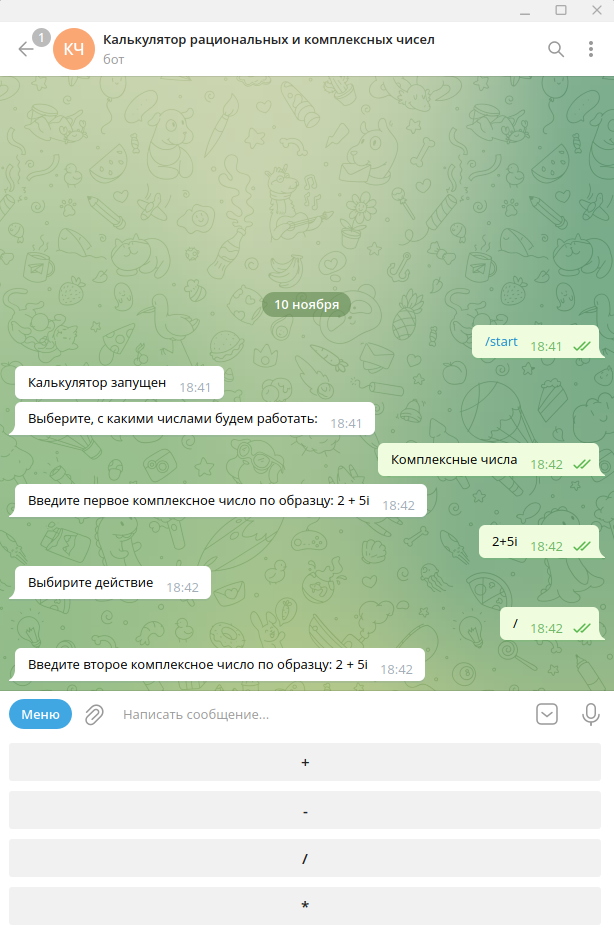 1
КЧ
Калькулятор рациональных и комплексных чисел
бот
10 ноября
/start 18:41
Калькулятор запущен 18:41
Выберите, с какими числами будем работать: 18:41
Комплексные числа 18:42
Введите первое комплексное число по образцу: 2 + 5i 18:42
2+5i 18:42
Выбирите действие 18:42
/ 18:42
Введите второе комплексное число по образцу: 2 + 5i 18:42
Меню
Написать сообщение...
+
-
/
*